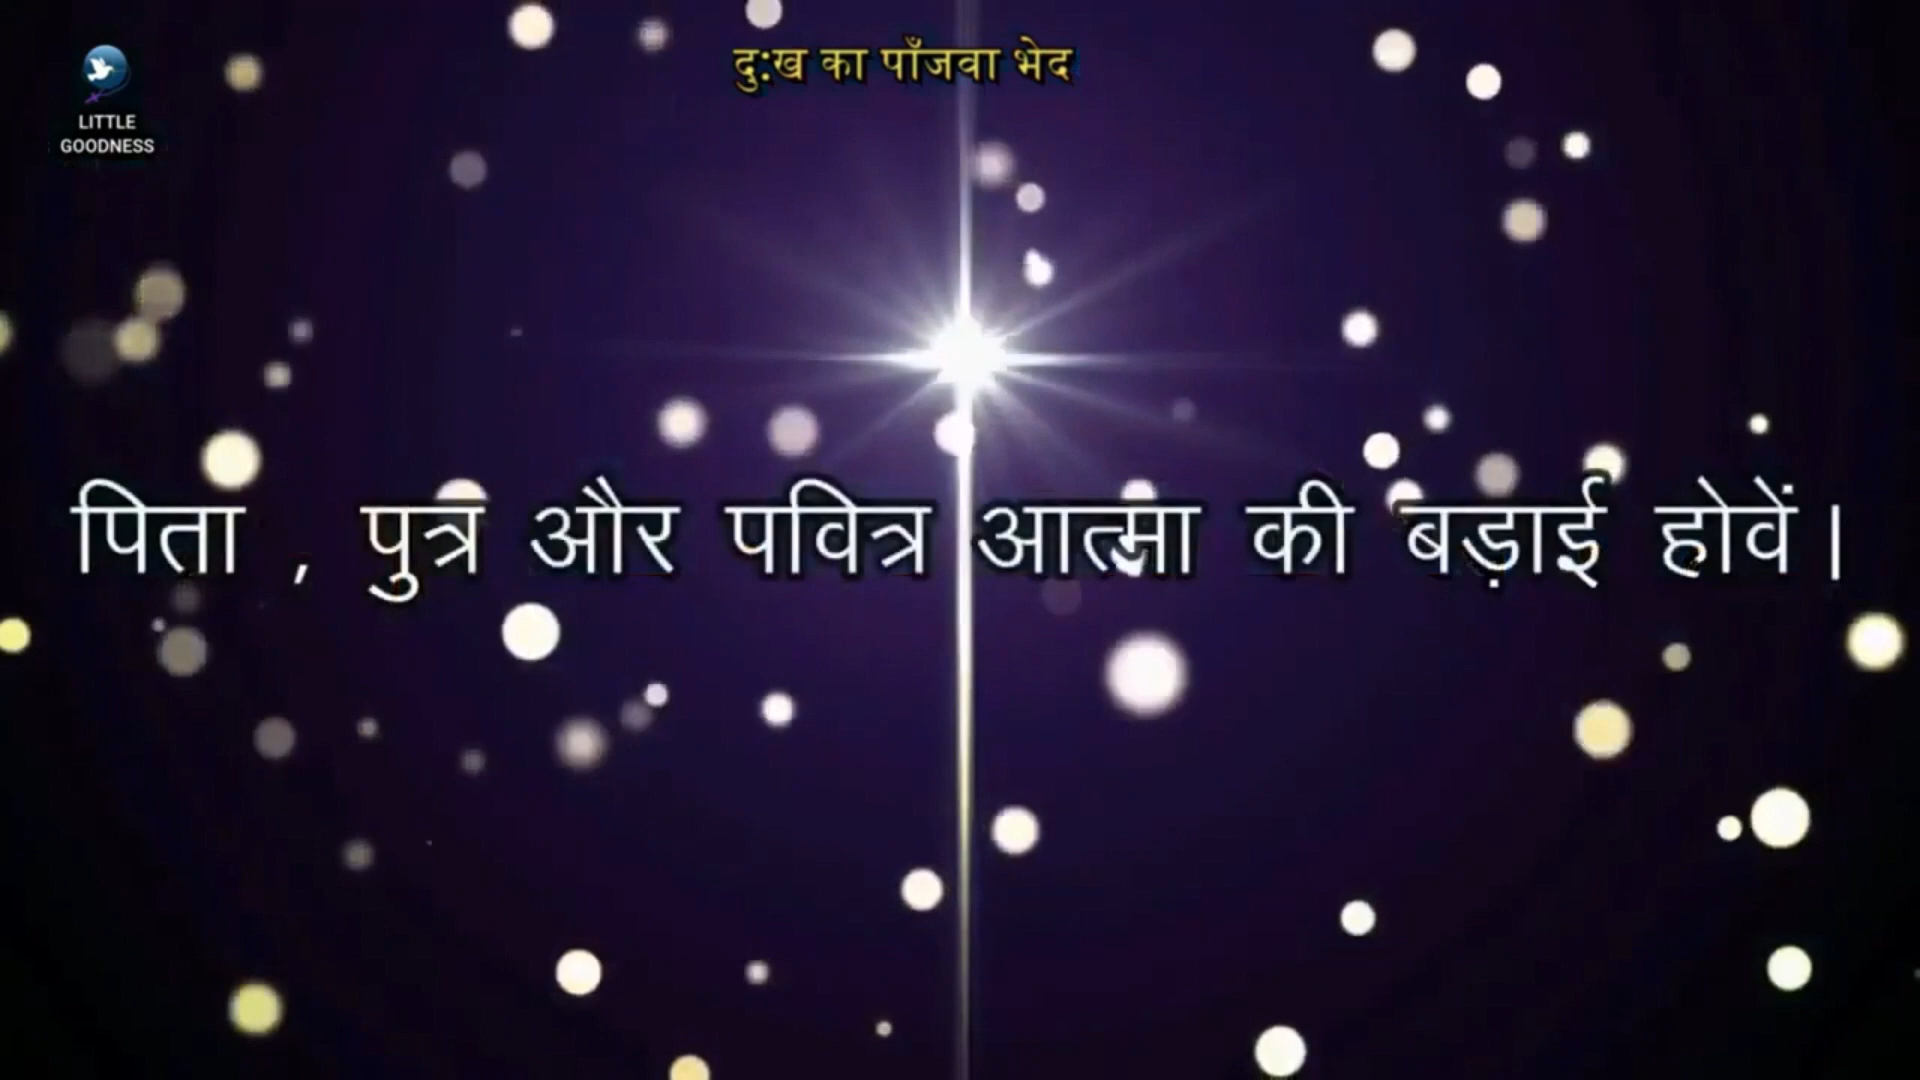 दु:ख का पाँजवा भेद
LITTLE
GOODNESS
पिता , पुत्र और पवित्र आत्मा की बड़ाई होवें।